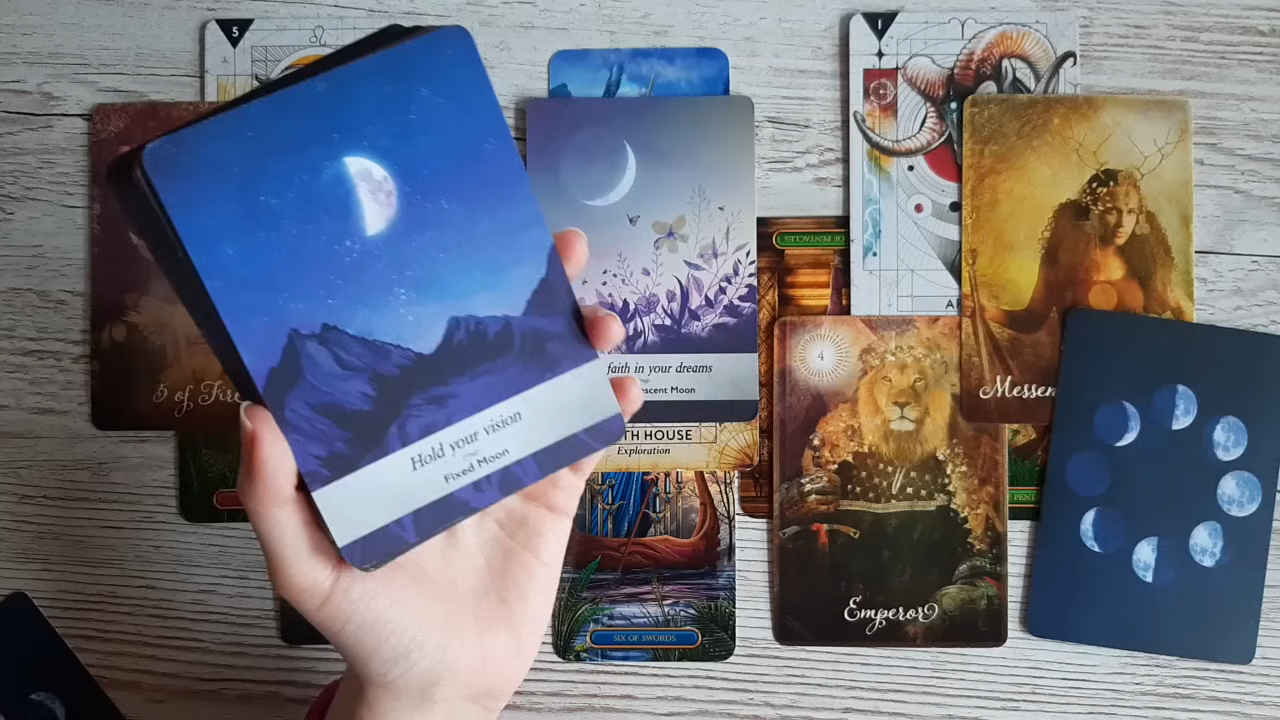 5
1
OF PENTACLES
4
5 of Fire
Hold your vision
Fixed Moon
faith in your dreams
scent Moon
TH HOUSE
Exploration
Messen
F PENT
Emperor
SIX OF SWORDS